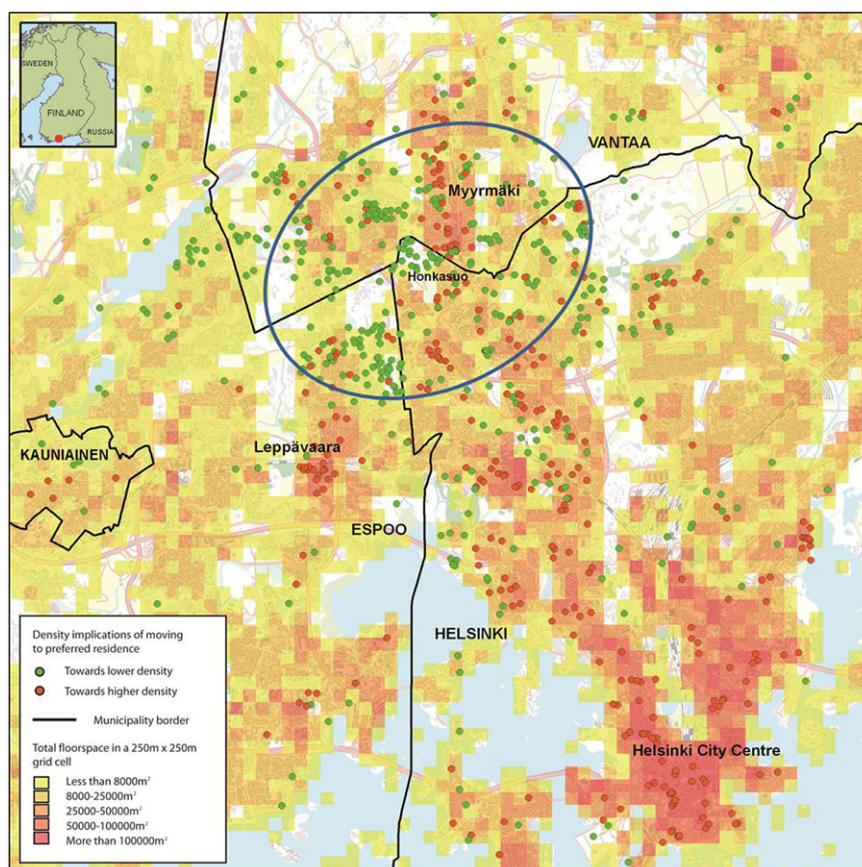 SWEDEN
FINLAND
RUSSIA
VANTAA
Myyrmäki
Honkasuo
Leppävaara
KAUNIAINEN
ESPOO
HELSINKI
Helsinki City Centre
Density implications of moving
to preferred residence
Towards lower density
Towards higher density
Municipality border
Total floorspace in a 250m x 250m
grid cell
Less than 8000m²
8000-25000m²
25000-50000m²
50000-100000m²
More than 100000m²